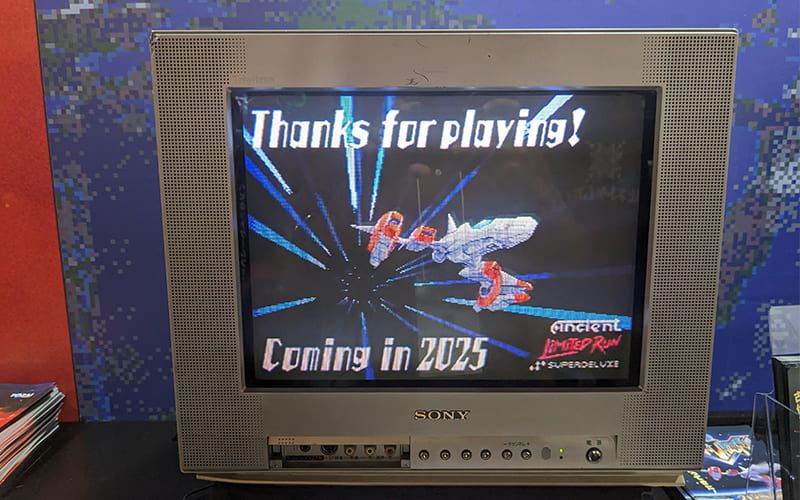 Thanks for playing!
Coming in 2025
Ancient
LIMITED RUN
SUPERDELUXE
SONY